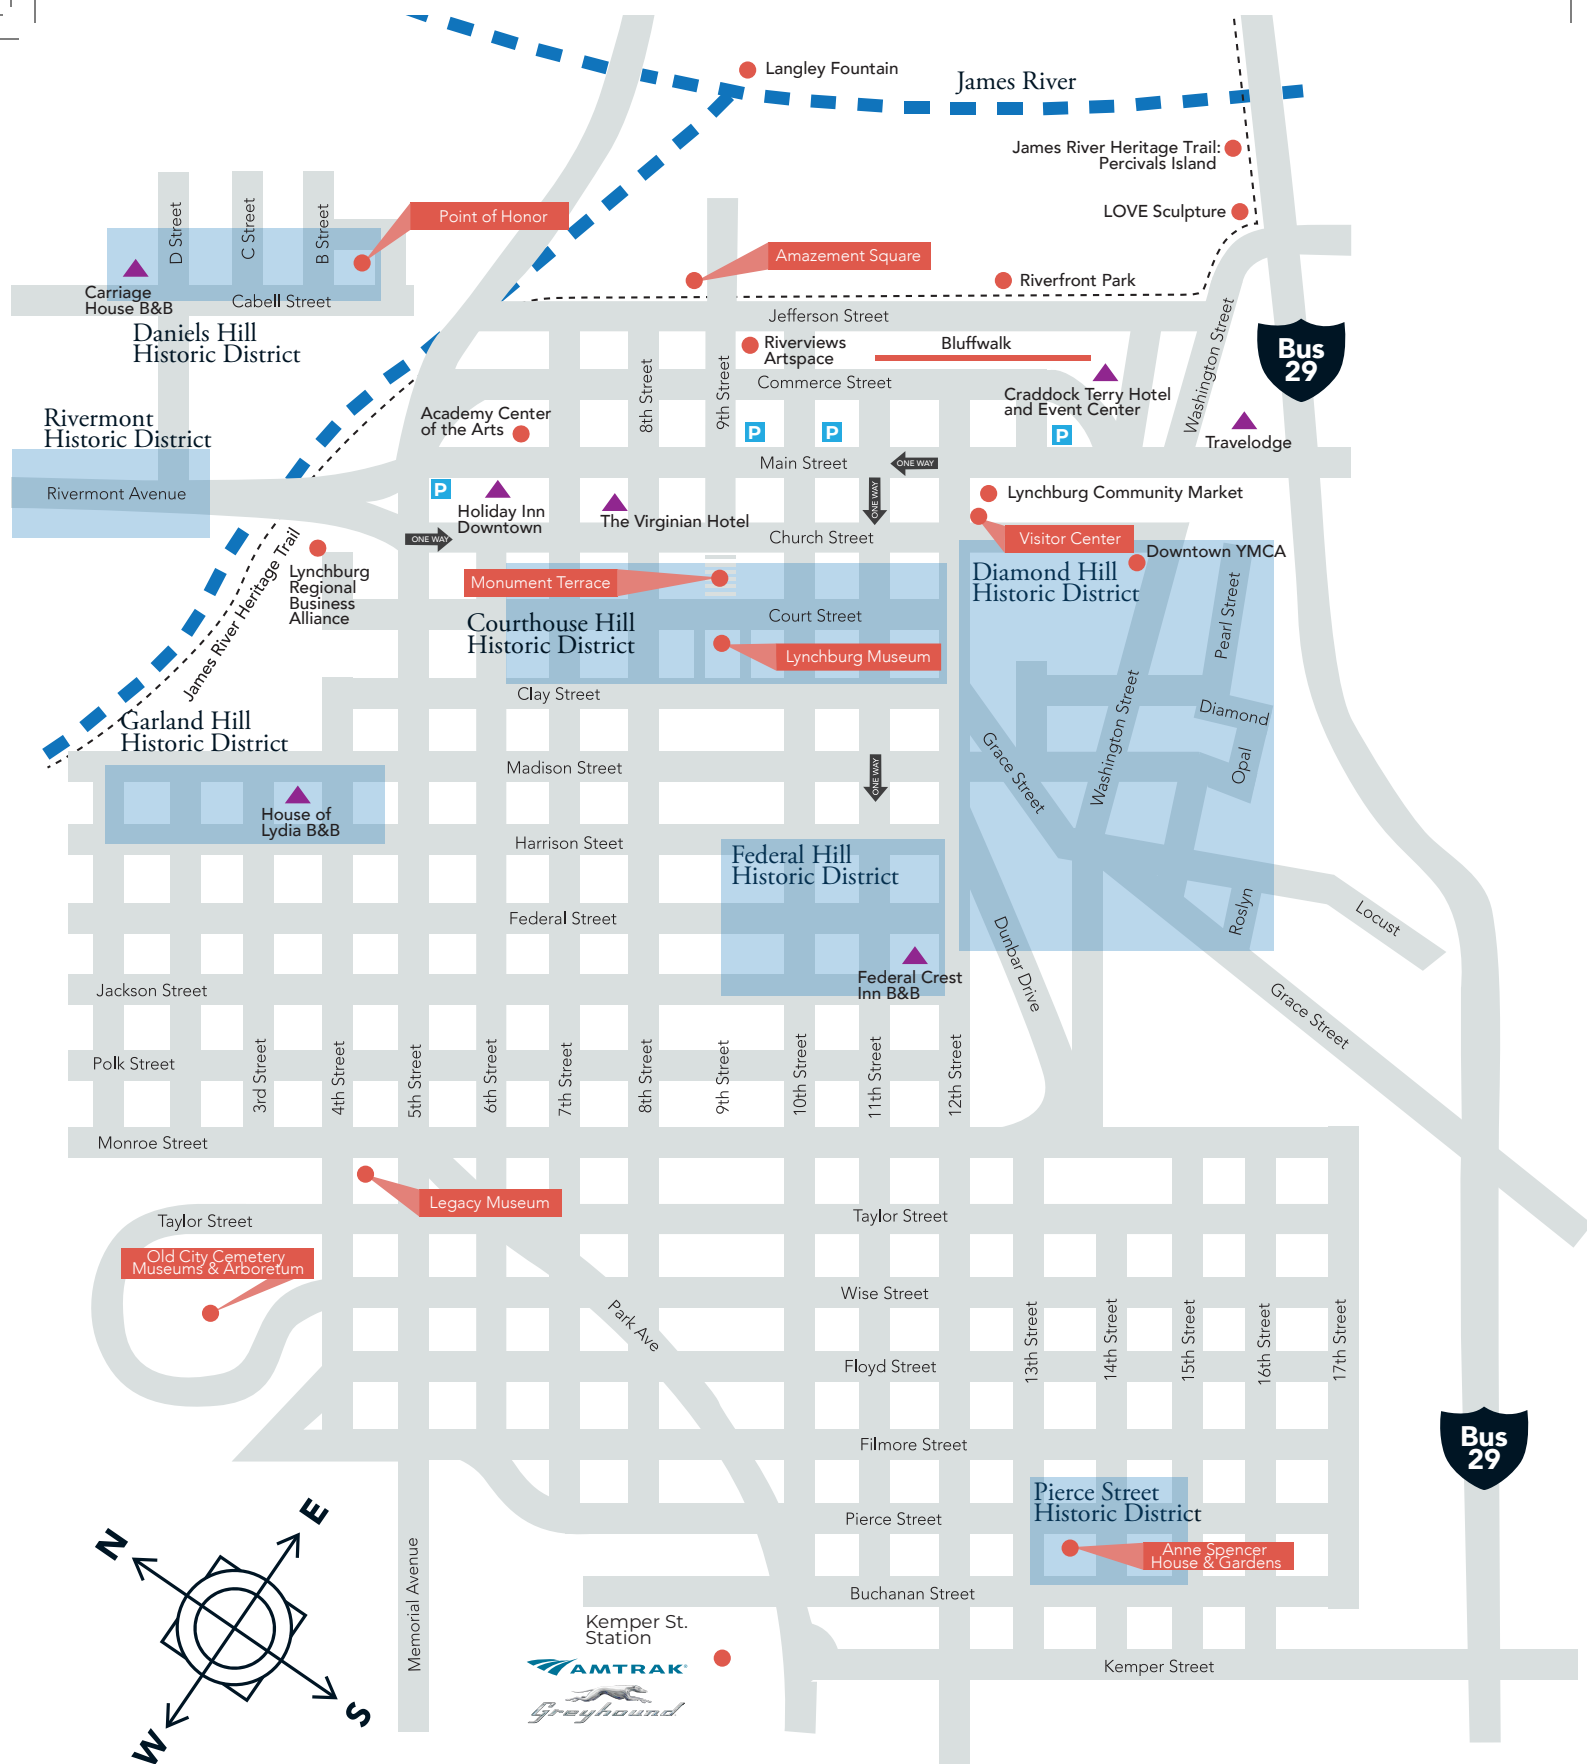 Langley Fountain
James River
James River Heritage Trail:
Percivals Island
LOVE Sculpture
D Street
C Street
B Street
Point of Honor
Amazement Square
Riverfront Park
Carriage
House B&B
Cabell Street
Daniels Hill
Historic District
Jefferson Street
Washington Street
Bus
29
Riverviews
Artspace
Bluffwalk
8th Street
9th Street
Commerce Street
Craddock Terry Hotel
and Event Center
Travelodge
Rivermont
Historic District
Academy Center
of the Arts
P
P
P
Main Street
ONE WAY
Rivermont Avenue
P
Holiday Inn
Downtown
The Virginian Hotel
ONE WAY
Lynchburg Community Market
ONE WAY
Church Street
Visitor Center
Downtown YMCA
James River Heritage Trail
Lynchburg
Regional
Business
Alliance
Monument Terrace
Diamond Hill
Historic District
Pearl Street
Courthouse Hill
Historic District
Court Street
Lynchburg Museum
Clay Street
Garland Hill
Historic District
Diamond
Washington Street
Grace Street
Opal
Madison Street
ONE WAY
House of
Lydia B&B
Harrison Steet
Federal Hill
Historic District
Federal Street
Roslyn
Locust
Dunbar Drive
Federal Crest
Inn B&B
Jackson Street
Grace Street
Polk Street
3rd Street
4th Street
5th Street
6th Street
7th Street
8th Street
9th Street
10th Street
11th Street
12th Street
Monroe Street
Legacy Museum
Taylor Street
Taylor Street
Old City Cemetery
Museums & Arboretum
Wise Street
Park Ave
13th Street
14th Street
15th Street
16th Street
17th Street
Floyd Street
Filmore Street
Bus
29
Pierce Street
Historic District
Pierce Street
Anne Spencer
House & Gardens
Buchanan Street
Memorial Avenue
Kemper St.
Station
AMTRAK
Greyhound
Kemper Street
N
E
S
W